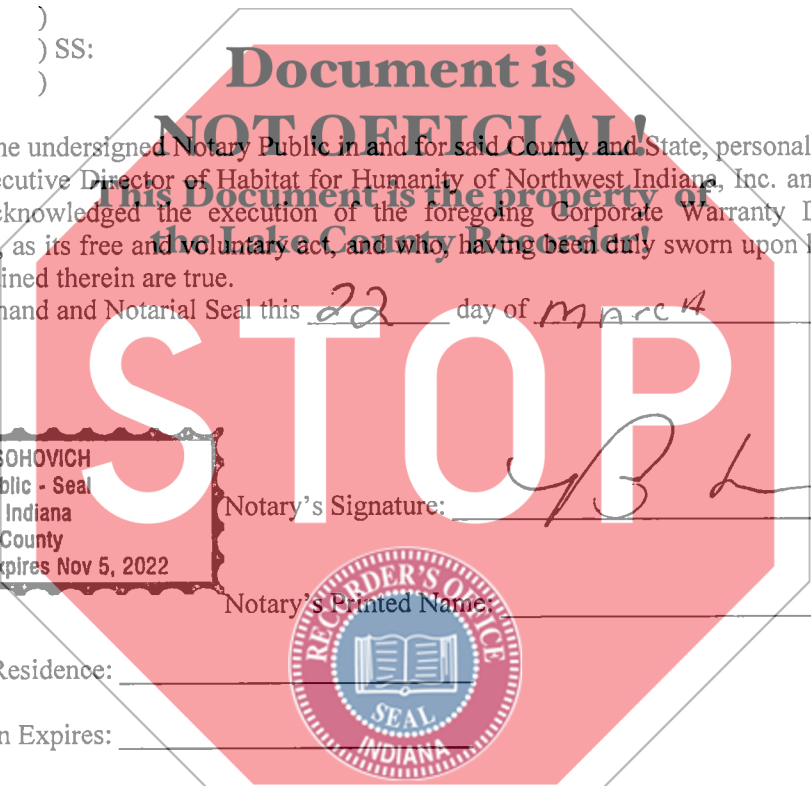 )
) SS:
)
Document is
NOT OFFICIAL!
This Document is the property of
the Lake County Recorder!
ne undersigned Notary Public in and for said County and State, personal
ecutive Director of Habitat for Humanity of Northwest Indiana, Inc. an
cknowledged the execution of the foregoing Corporate Warranty D
, as its free and voluntary act, and who, having been duly sworn upon
ined therein are true.
hand and Notarial Seal this 22 day of march
STOP
SOHOVICH
blic - Seal
Indiana
County
xpires Nov 5, 2022
Notary's Signature:
Notary's Printed Name:
RECORDER'S OFFICE
SEAL
INDIANA
Residence:
n Expires: